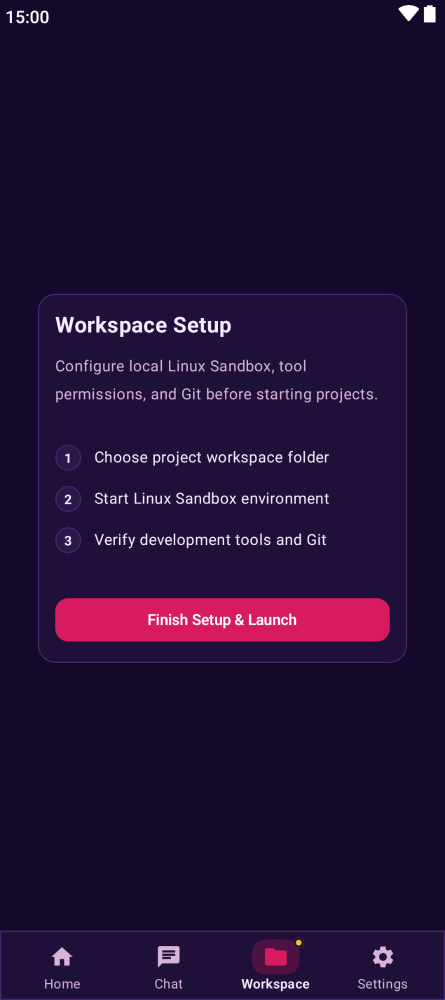 15:00
Workspace Setup
Configure local Linux Sandbox, tool
permissions, and Git before starting projects.
1 Choose project workspace folder
2 Start Linux Sandbox environment
3 Verify development tools and Git
Finish Setup & Launch
Home Chat Workspace Settings